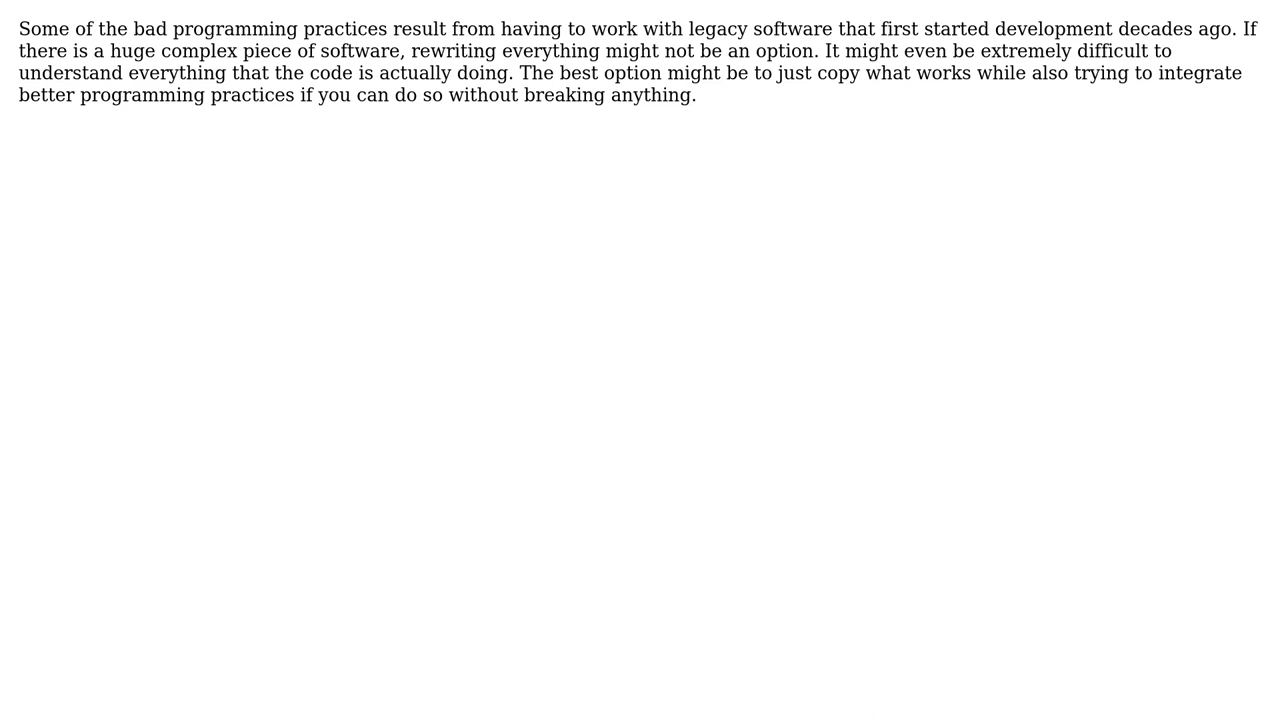 Some of the bad programming practices result from having to work with legacy software that first started development decades ago. If
there is a huge complex piece of software, rewriting everything might not be an option. It might even be extremely difficult to
understand everything that the code is actually doing. The best option might be to just copy what works while also trying to integrate
better programming practices if you can do so without breaking anything.